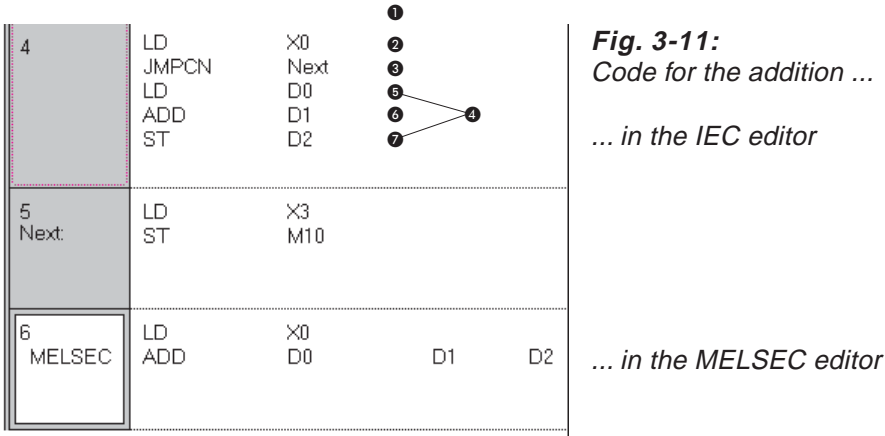 ❶
4 LD X0 ❷
JMPCN Next ❸
LD D0 ❺
ADD D1 ❻ ❹
ST D2 ❼
5 LD X3
Next: ST M10
6 LD X0
MELSEC ADD D0 D1 D2
Fig. 3-11:
Code for the addition ...
... in the IEC editor
... in the MELSEC editor